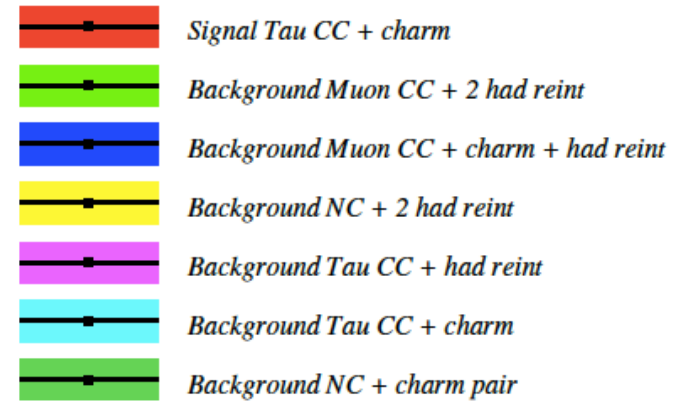 Signal Tau CC + charm
Background Muon CC + 2 had reint
Background Muon CC + charm + had reint
Background NC + 2 had reint
Background Tau CC + had reint
Background Tau CC + charm
Background NC + charm pair